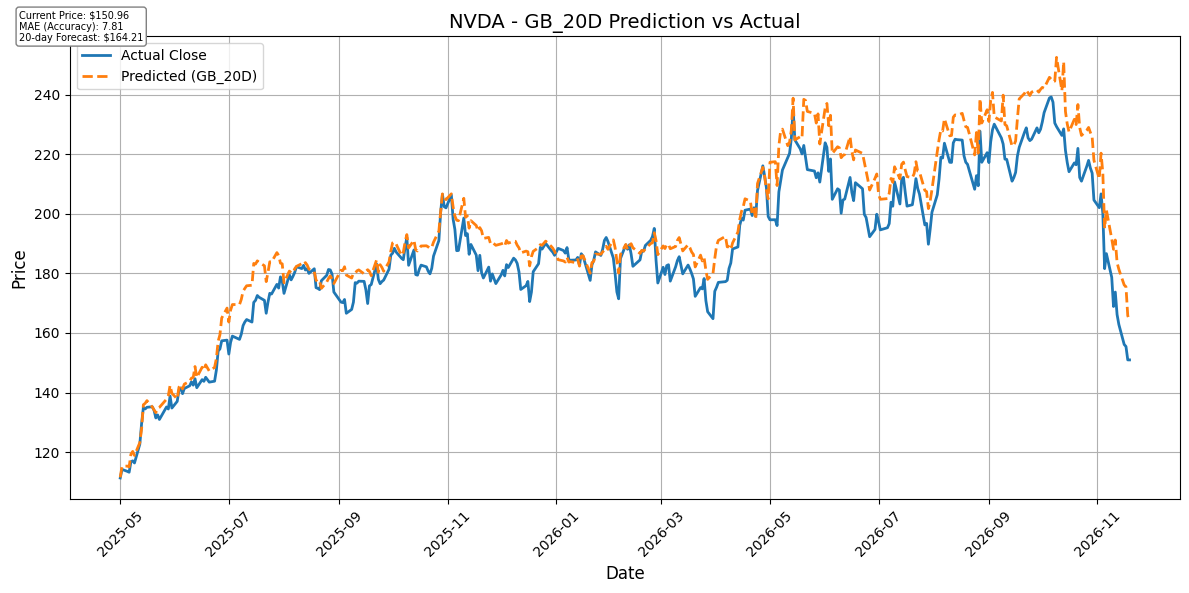 NVDA - GB_20D Prediction vs Actual
Current Price: $150.96
MAE (Accuracy): 7.81
20-day Forecast: $164.21
Actual Close
Predicted (GB_20D)
Price
240
220
200
180
160
140
120
2025-05
2025-07
2025-09
2025-11
2026-01
2026-03
2026-05
2026-07
2026-09
2026-11
Date